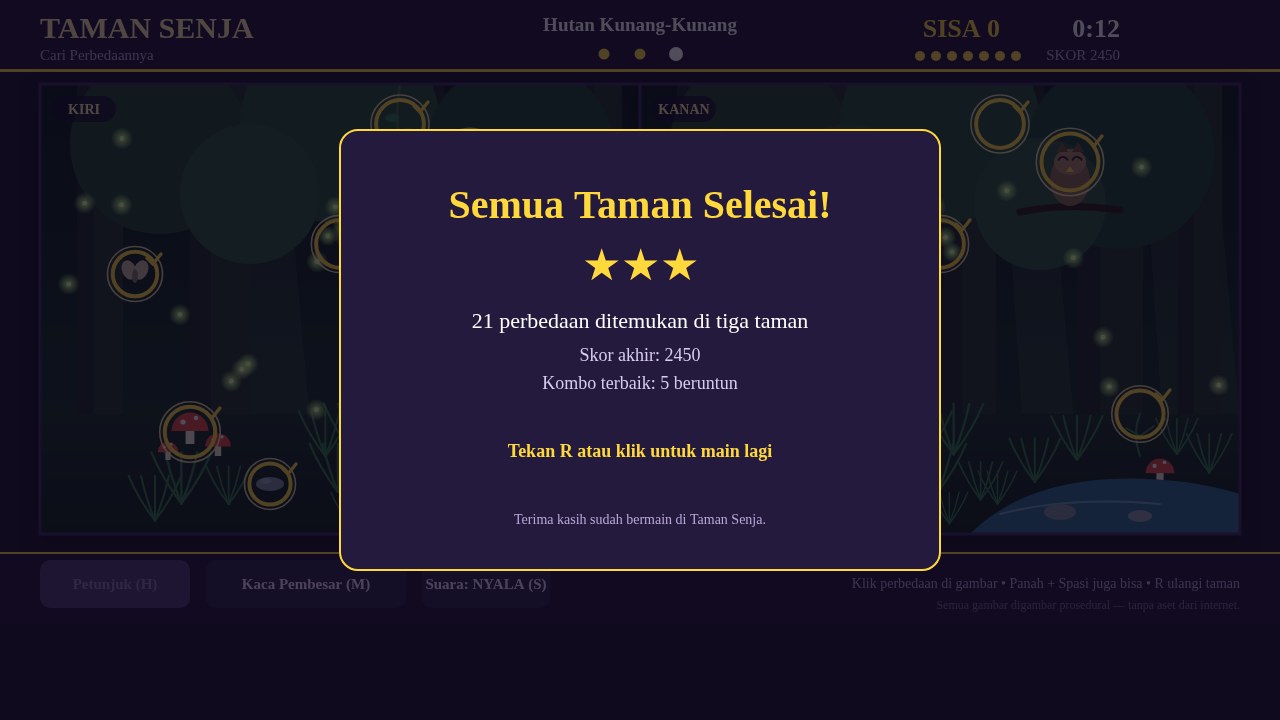 TAMAN SENJA
Cari Perbedaannya
Hutan Kunang-Kunang
SISA 0
0:12
SKOR 2450
KIRI
KANAN
Semua Taman Selesai!
★★★
21 perbedaan ditemukan di tiga taman
Skor akhir: 2450
Kombo terbaik: 5 beruntun
Tekan R atau klik untuk main lagi
Terima kasih sudah bermain di Taman Senja.
Petunjuk (H)
Kaca Pembesar (M)
Suara: NYALA (S)
Klik perbedaan di gambar • Panah + Spasi juga bisa • R ulangi taman
Semua gambar digambar prosedural — tanpa aset dari internet.